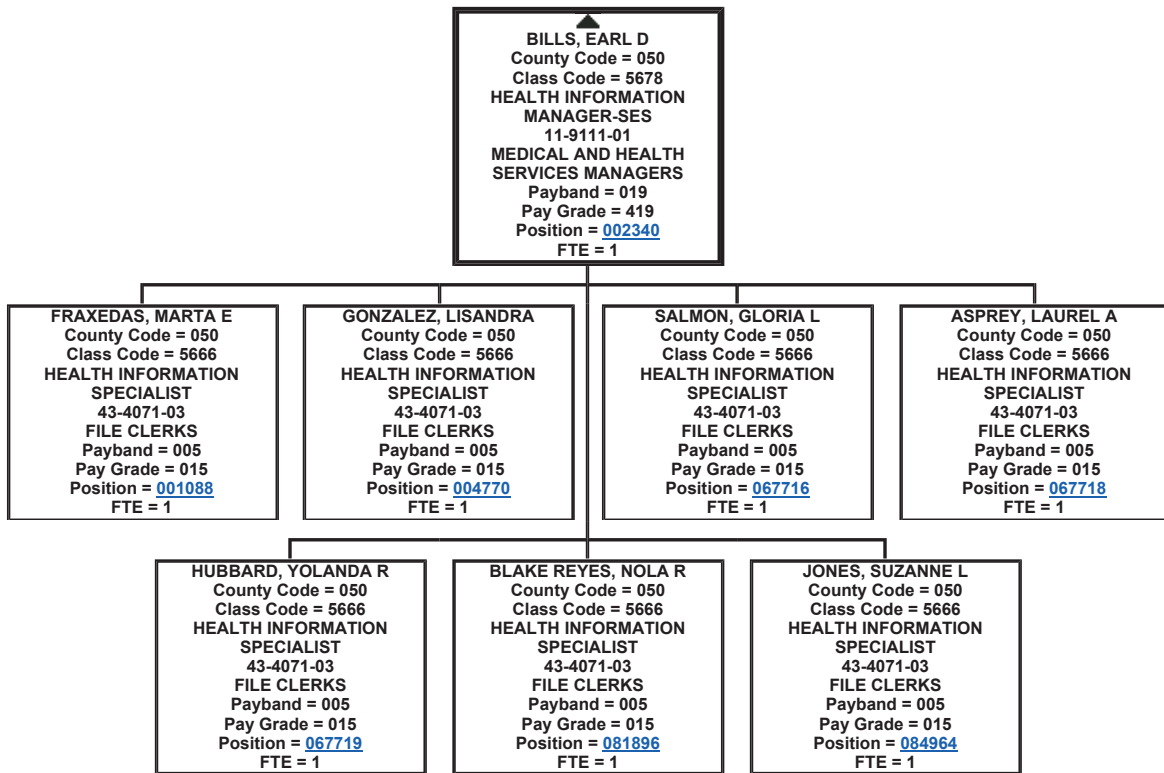 BILLS, EARL D
County Code = 050
Class Code = 5678
HEALTH INFORMATION
MANAGER-SES
11-9111-01
MEDICAL AND HEALTH
SERVICES MANAGERS
Payband = 019
Pay Grade = 419
Position = 002340
FTE = 1
FRAXEDAS, MARTA E
County Code = 050
Class Code = 5666
HEALTH INFORMATION
SPECIALIST
43-4071-03
FILE CLERKS
Payband = 005
Pay Grade = 015
Position = 001088
FTE = 1
GONZALEZ, LISANDRA
County Code = 050
Class Code = 5666
HEALTH INFORMATION
SPECIALIST
43-4071-03
FILE CLERKS
Payband = 005
Pay Grade = 015
Position = 004770
FTE = 1
SALMON, GLORIA L
County Code = 050
Class Code = 5666
HEALTH INFORMATION
SPECIALIST
43-4071-03
FILE CLERKS
Payband = 005
Pay Grade = 015
Position = 067716
FTE = 1
ASPREY, LAUREL A
County Code = 050
Class Code = 5666
HEALTH INFORMATION
SPECIALIST
43-4071-03
FILE CLERKS
Payband = 005
Pay Grade = 015
Position = 067718
FTE = 1
HUBBARD, YOLANDA R
County Code = 050
Class Code = 5666
HEALTH INFORMATION
SPECIALIST
43-4071-03
FILE CLERKS
Payband = 005
Pay Grade = 015
Position = 067719
FTE = 1
BLAKE REYES, NOLA R
County Code = 050
Class Code = 5666
HEALTH INFORMATION
SPECIALIST
43-4071-03
FILE CLERKS
Payband = 005
Pay Grade = 015
Position = 081896
FTE = 1
JONES, SUZANNE L
County Code = 050
Class Code = 5666
HEALTH INFORMATION
SPECIALIST
43-4071-03
FILE CLERKS
Payband = 005
Pay Grade = 015
Position = 084964
FTE = 1